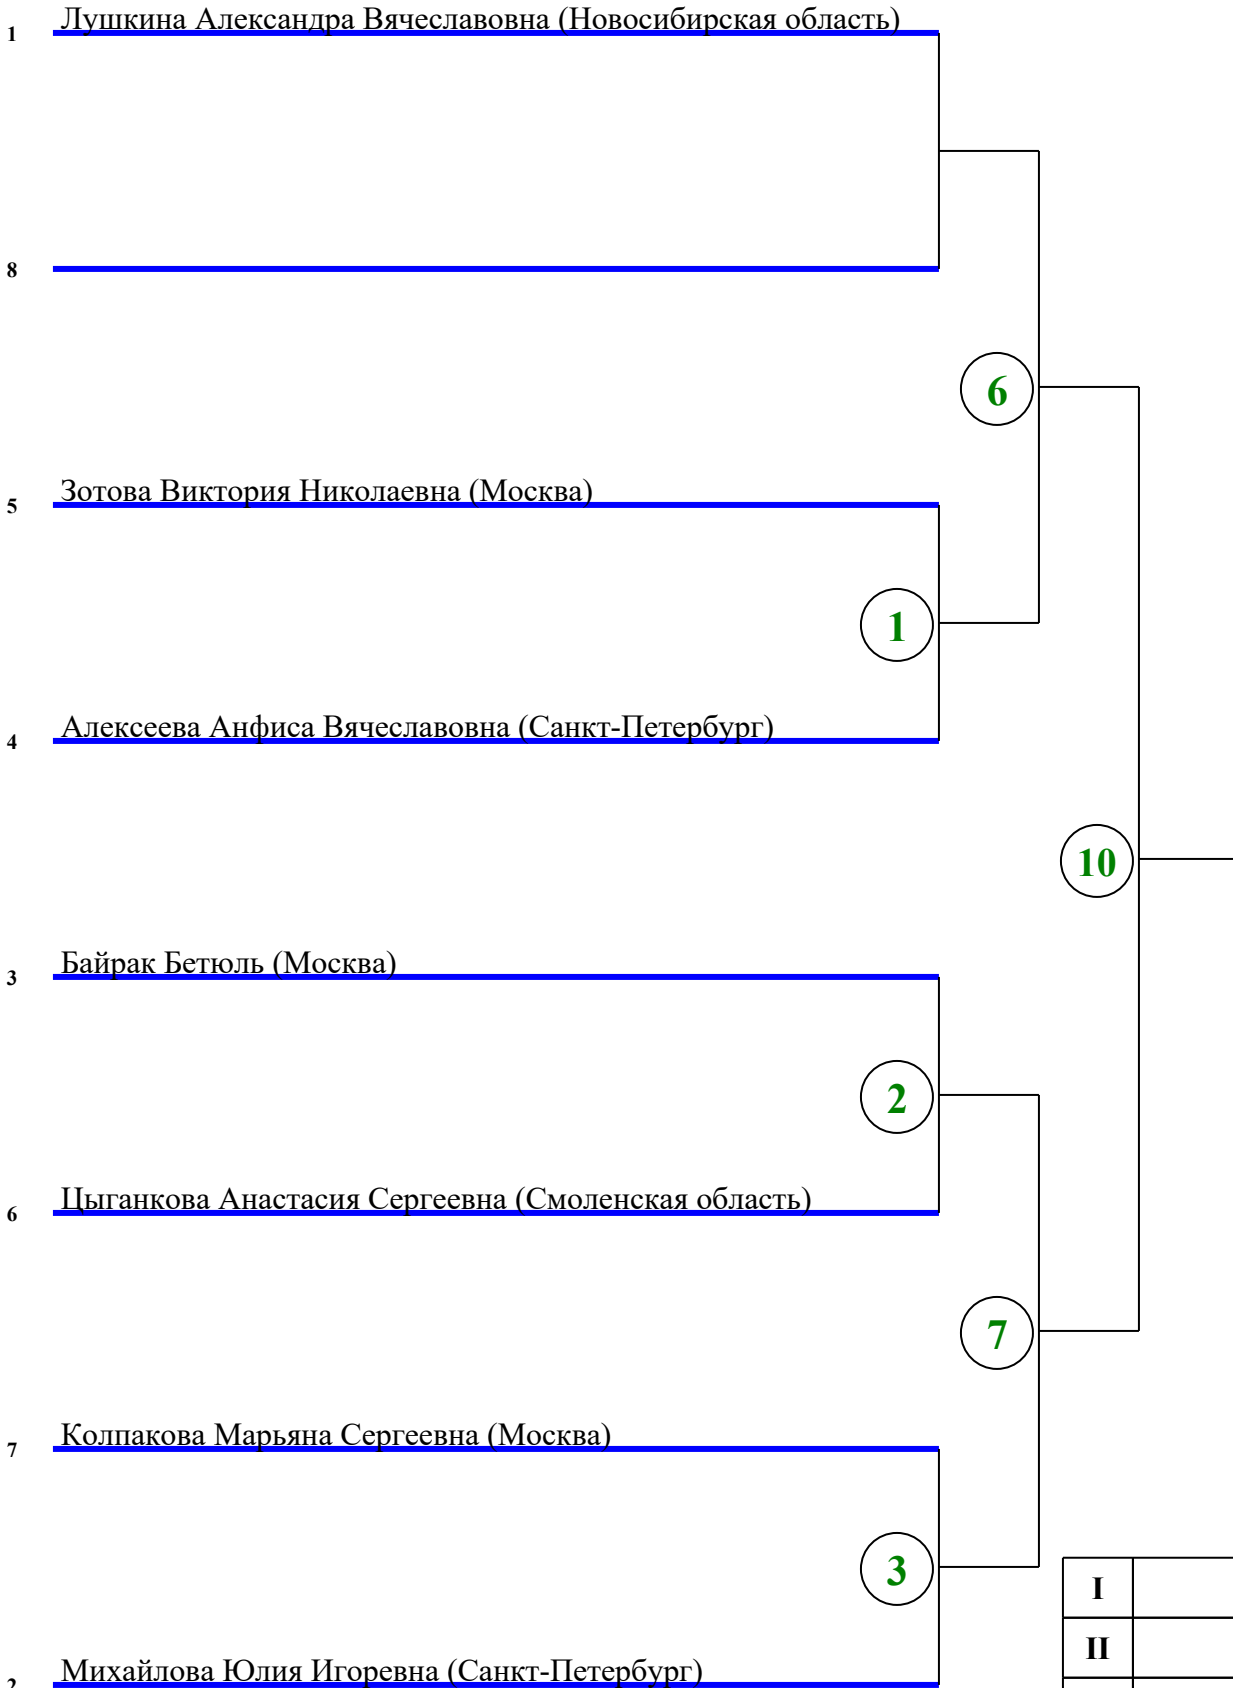 1 Лушкина Александра Вячеславовна (Новосибирская область)
8
6
5 Зотова Виктория Николаевна (Москва)
1
4 Алексеева Анфиса Вячеславовна (Санкт-Петербург)
10
3 Байрак Бетюль (Москва)
2
6 Цыганкова Анастасия Сергеевна (Смоленская область)
7
7 Колпакова Марьяна Сергеевна (Москва)
3
I
II
2 Михайлова Юлия Игоревна (Санкт-Петербург)